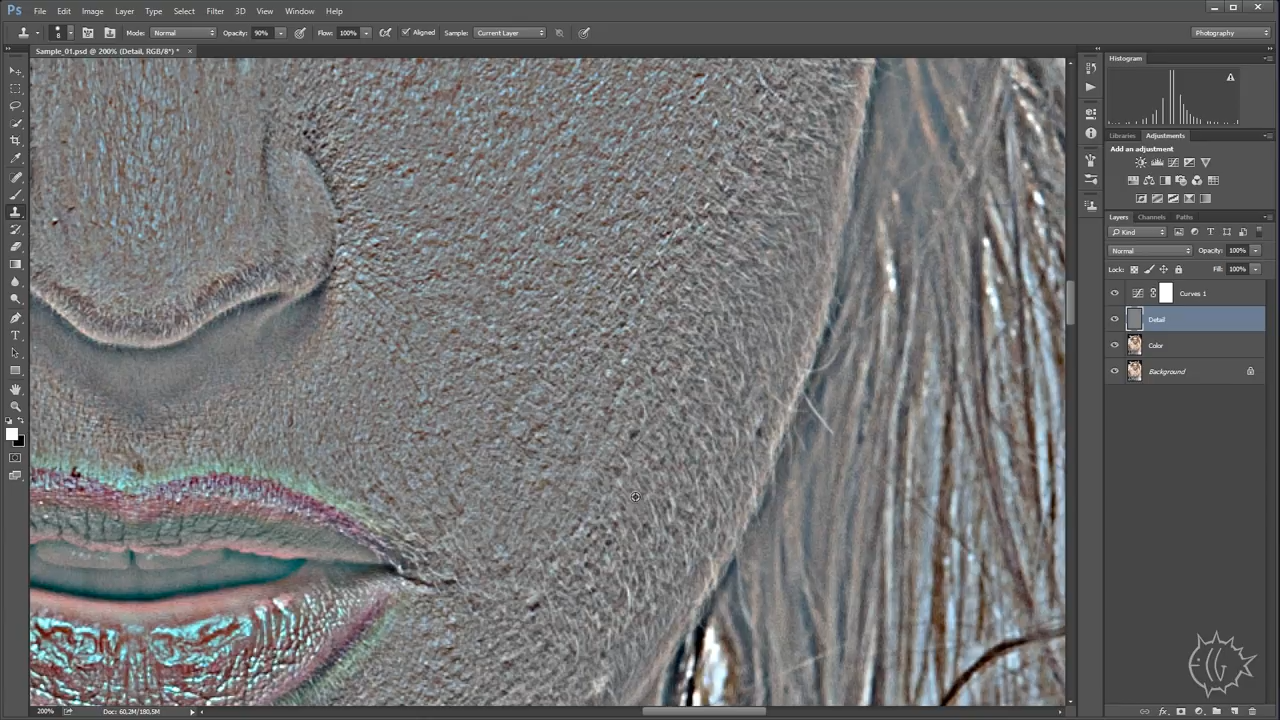 Ps File Edit Image Layer Type Select Filter 3D View Window Help
8 Mode: Normal Opacity: 90% Flow: 100% Aligned Sample: Current Layer Photography
Sample_01.psd @ 200% (Detail, RGB/8*) * ×
Histogram
Libraries Adjustments
Add an adjustment
Layers Channels Paths
Kind
Normal Opacity: 100%
Lock: Fill: 100%
Curves 1
Detail
Color
Background
200% Doc: 60,2M/180,5M